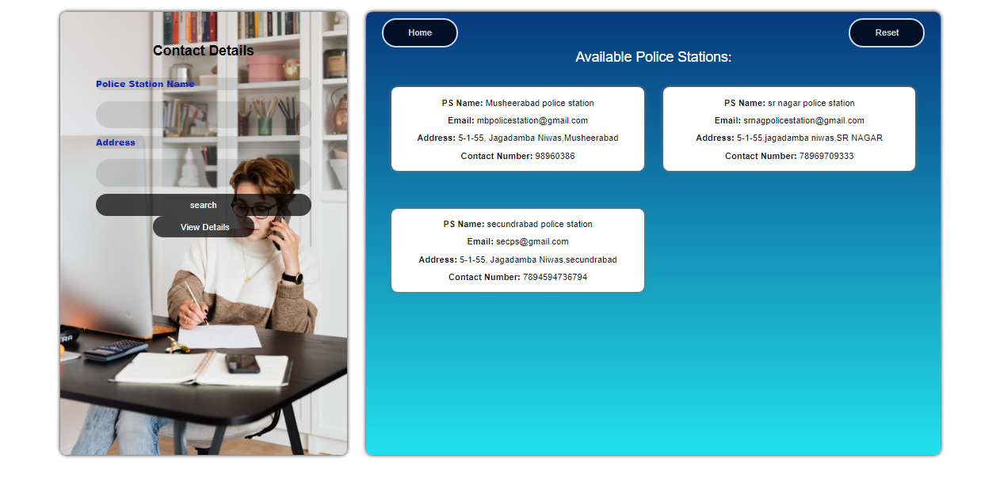 Contact Details
Police Station Name
Address
search
View Details
Home
Reset
Available Police Stations:
PS Name: Musheerabad police station
Email: mbpolicestation@gmail.com
Address: 5-1-55, Jagadamba Niwas,Musheerabad
Contact Number: 98960386
PS Name: sr nagar police station
Email: srnagpolicestation@gmail.com
Address: 5-1-55,jagadamba niwas,SR NAGAR
Contact Number: 78969709333
PS Name: secundrabad police station
Email: secps@gmail.com
Address: 5-1-55, Jagadamba Niwas,secundrabad
Contact Number: 7894594736794